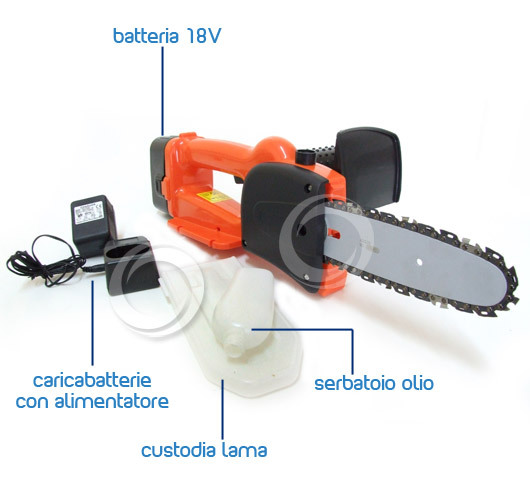 batteria 18V
caricabatterie
con alimentatore
serbatoio olio
custodia lama